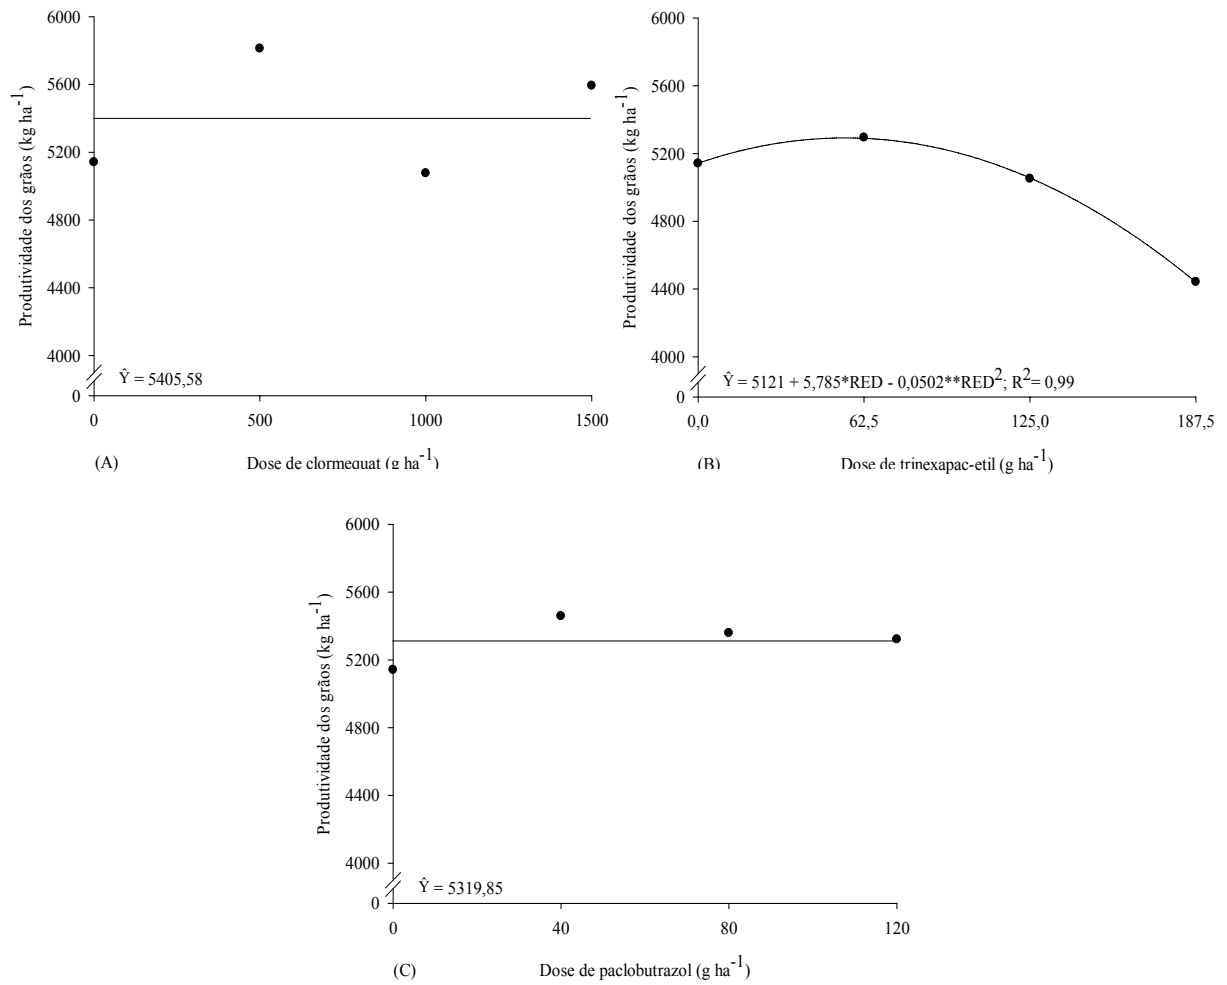 6000
5600
5200
4800
4400
4000
0
Produtividade dos grãos (kg ha-1)
Ŷ = 5405,58
0 500 1000 1500
(A) Dose de clormequat (g ha-1)
6000
5600
5200
4800
4400
4000
0
Produtividade dos grãos (kg ha-1)
Ŷ = 5121 + 5,785*RED - 0,0502**RED2; R2= 0,99
0,0 62,5 125,0 187,5
(B) Dose de trinexapac-etil (g ha-1)
6000
5600
5200
4800
4400
4000
0
Produtividade dos grãos (kg ha-1)
Ŷ = 5319,85
0 40 80 120
(C) Dose de paclobutrazol (g ha-1)